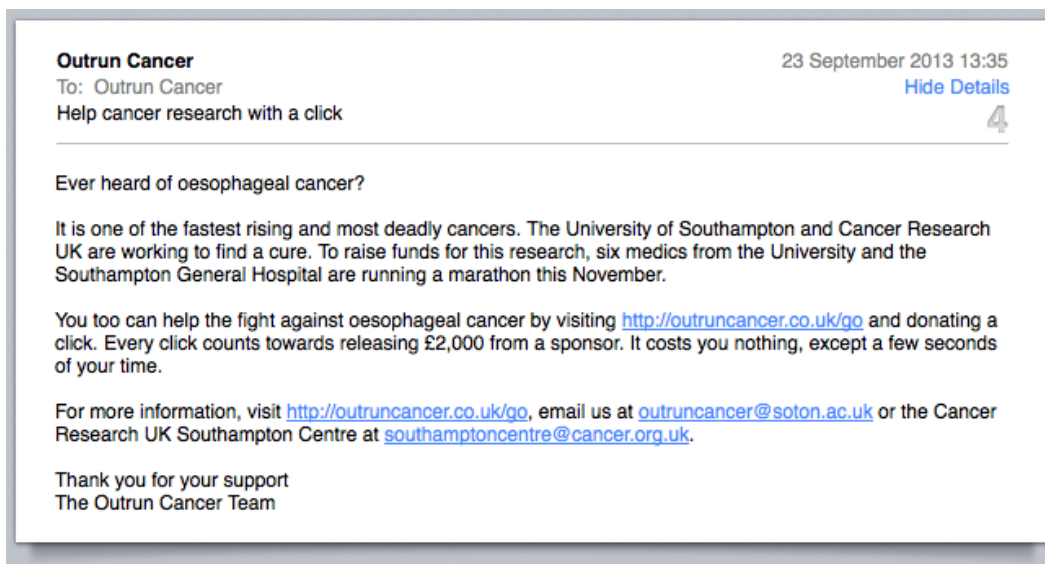 Outrun Cancer
23 September 2013 13:35
To: Outrun Cancer
Hide Details
Help cancer research with a click
4
Ever heard of oesophageal cancer?
It is one of the fastest rising and most deadly cancers. The University of Southampton and Cancer Research
UK are working to find a cure. To raise funds for this research, six medics from the University and the
Southampton General Hospital are running a marathon this November.
You too can help the fight against oesophageal cancer by visiting http://outruncancer.co.uk/go and donating a
click. Every click counts towards releasing £2,000 from a sponsor. It costs you nothing, except a few seconds
of your time.
For more information, visit http://outruncancer.co.uk/go, email us at outruncancer@soton.ac.uk or the Cancer
Research UK Southampton Centre at southamptoncentre@cancer.org.uk.
Thank you for your support
The Outrun Cancer Team